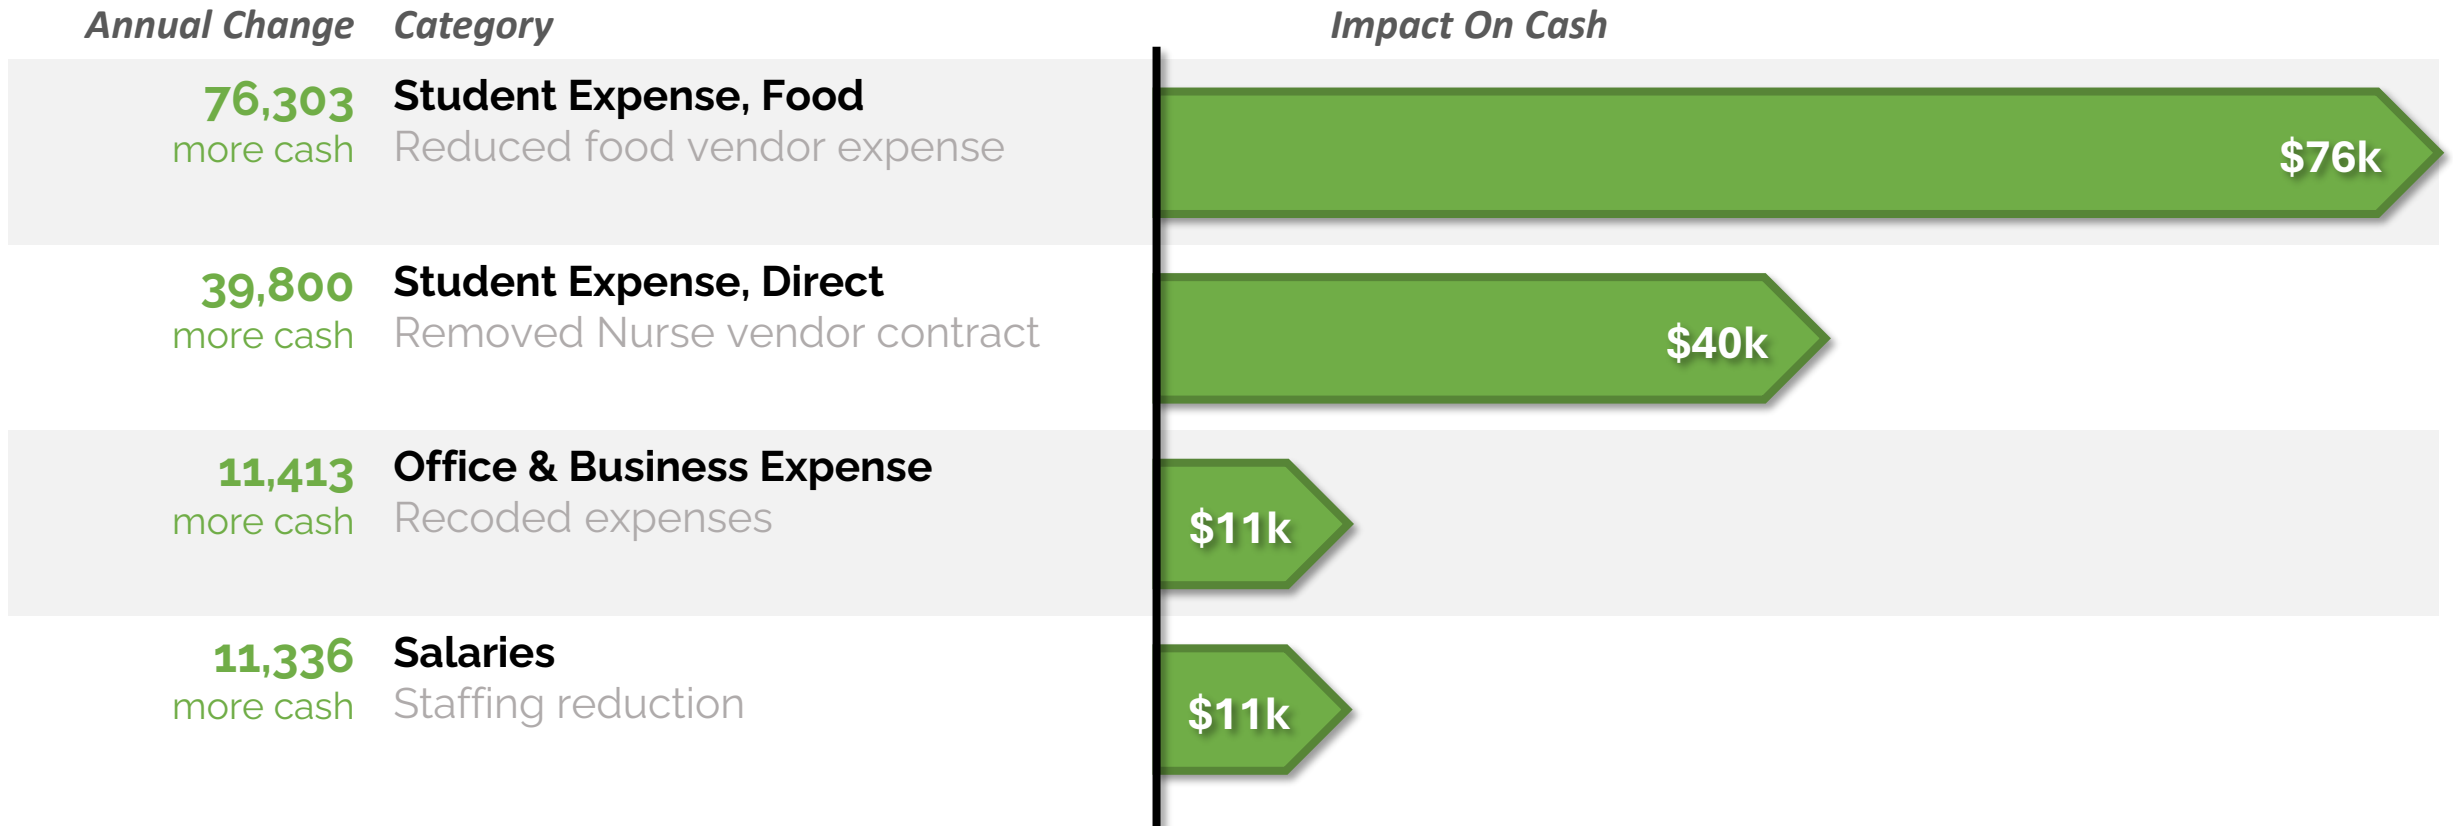 Annual Change Category Impact On Cash
76,303 Student Expense, Food
more cash Reduced food vendor expense
$76k
39,800 Student Expense, Direct
more cash Removed Nurse vendor contract
$40k
11,413 Office & Business Expense
more cash Recoded expenses
$11k
11,336 Salaries
more cash Staffing reduction
$11k